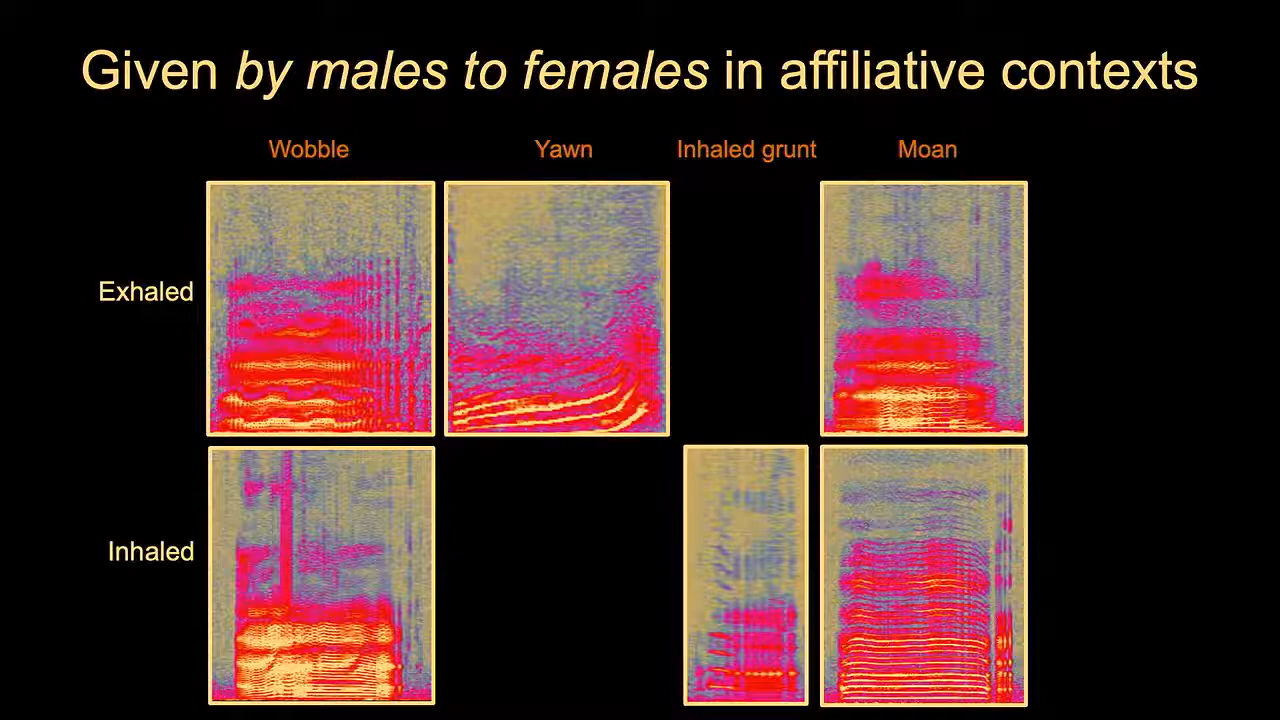 Given by males to females in affiliative contexts
Wobble Yawn Inhaled grunt Moan
Exhaled
Inhaled